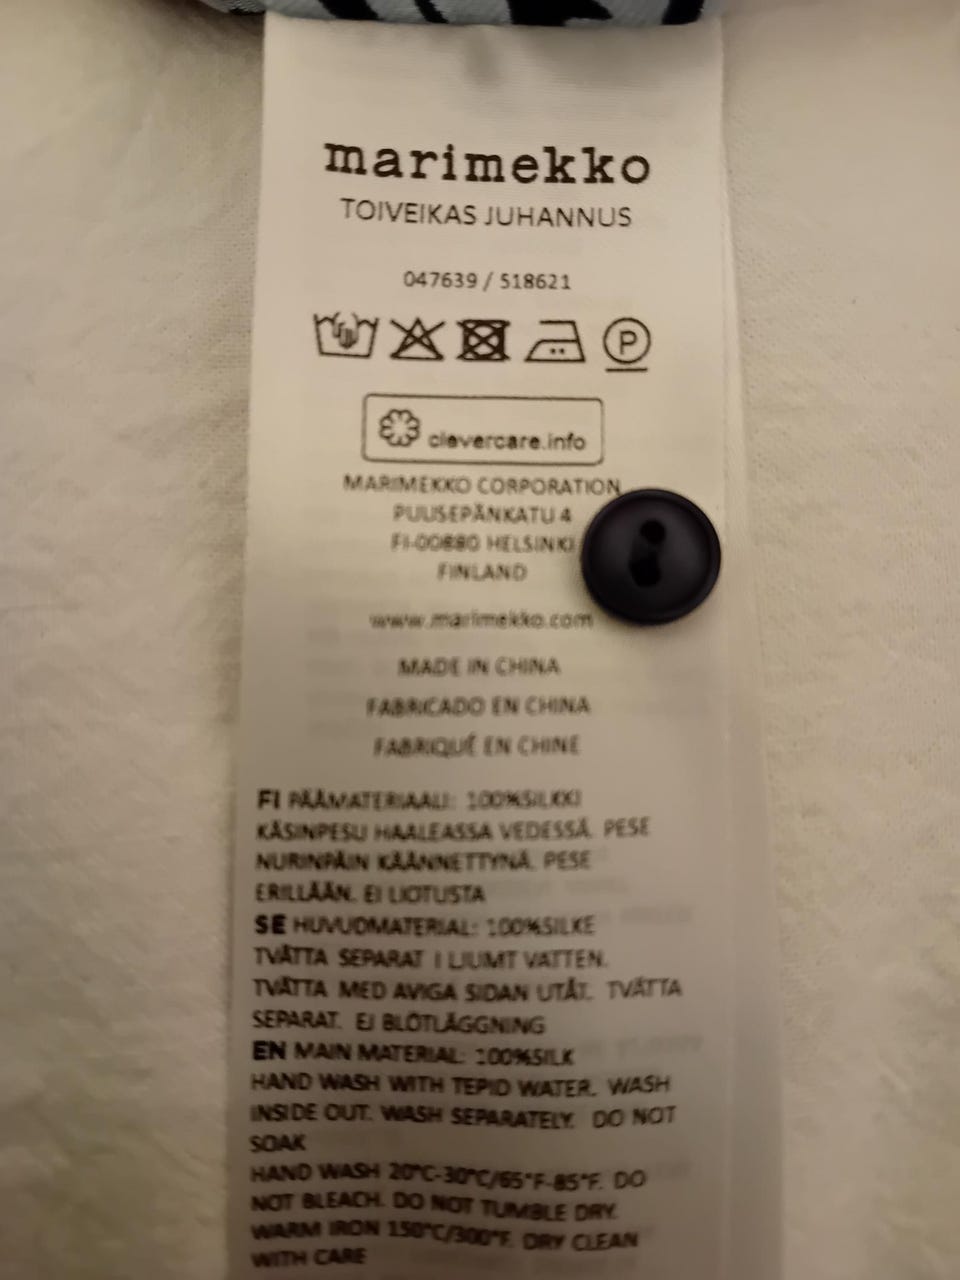 marimekko
TOIVEIKAS JUHANNUS
047639 / 518621
P
clevercare.info
MARIMEKKO CORPORATION
PUUSEPÄNKATU 4
FI-00880 HELSINKI
FINLAND
www.marimekko.com
MADE IN CHINA
FABRICADO EN CHINA
FABRIQUÉ EN CHINE
FI PÄÄMATERIAALI: 100%SILKKI
KÄSINPESU HAALEASSA VEDESSÄ. PESE
NURINPÄIN KÄÄNNETTYNÄ. PESE
ERILLÄÄN. EI LIOTUSTA
SE HUVUDMATERIAL: 100%SILKE
TVÄTTA SEPARAT I LJUMT VATTEN.
TVÄTTA MED AVIGA SIDAN UTÅT. TVÄTTA
SEPARAT. EJ BLÖTLÄGGNING
EN MAIN MATERIAL: 100%SILK
HAND WASH WITH TEPID WATER. WASH
INSIDE OUT. WASH SEPARATELY. DO NOT
SOAK
HAND WASH 20°C-30°C/65°F-85°F. DO
NOT BLEACH. DO NOT TUMBLE DRY.
WARM IRON 150°C/300°F. DRY CLEAN
WITH CARE